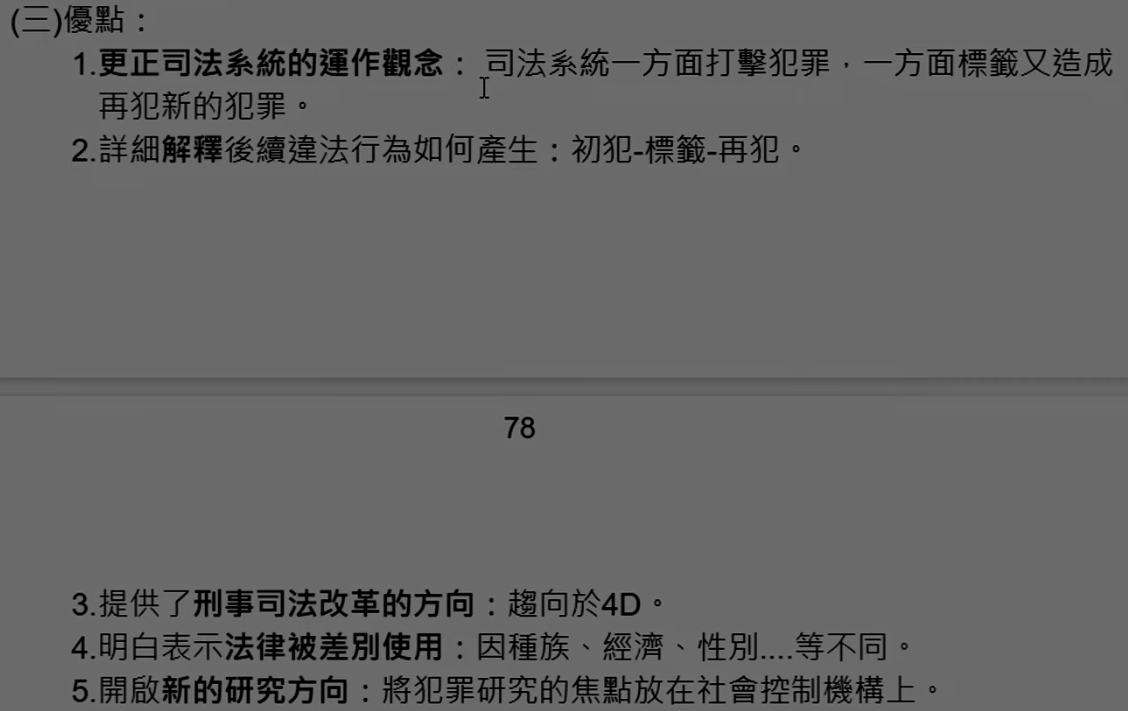 (三)優點：
1.更正司法系統的運作觀念： 司法系統一方面打擊犯罪，一方面標籤又造成
再犯新的犯罪。
2.詳細解釋後續違法行為如何產生：初犯-標籤-再犯。
78
3.提供了刑事司法改革的方向：趨向於4D。
4.明白表示法律被差別使用：因種族、經濟、性別....等不同。
5.開啟新的研究方向：將犯罪研究的焦點放在社會控制機構上。